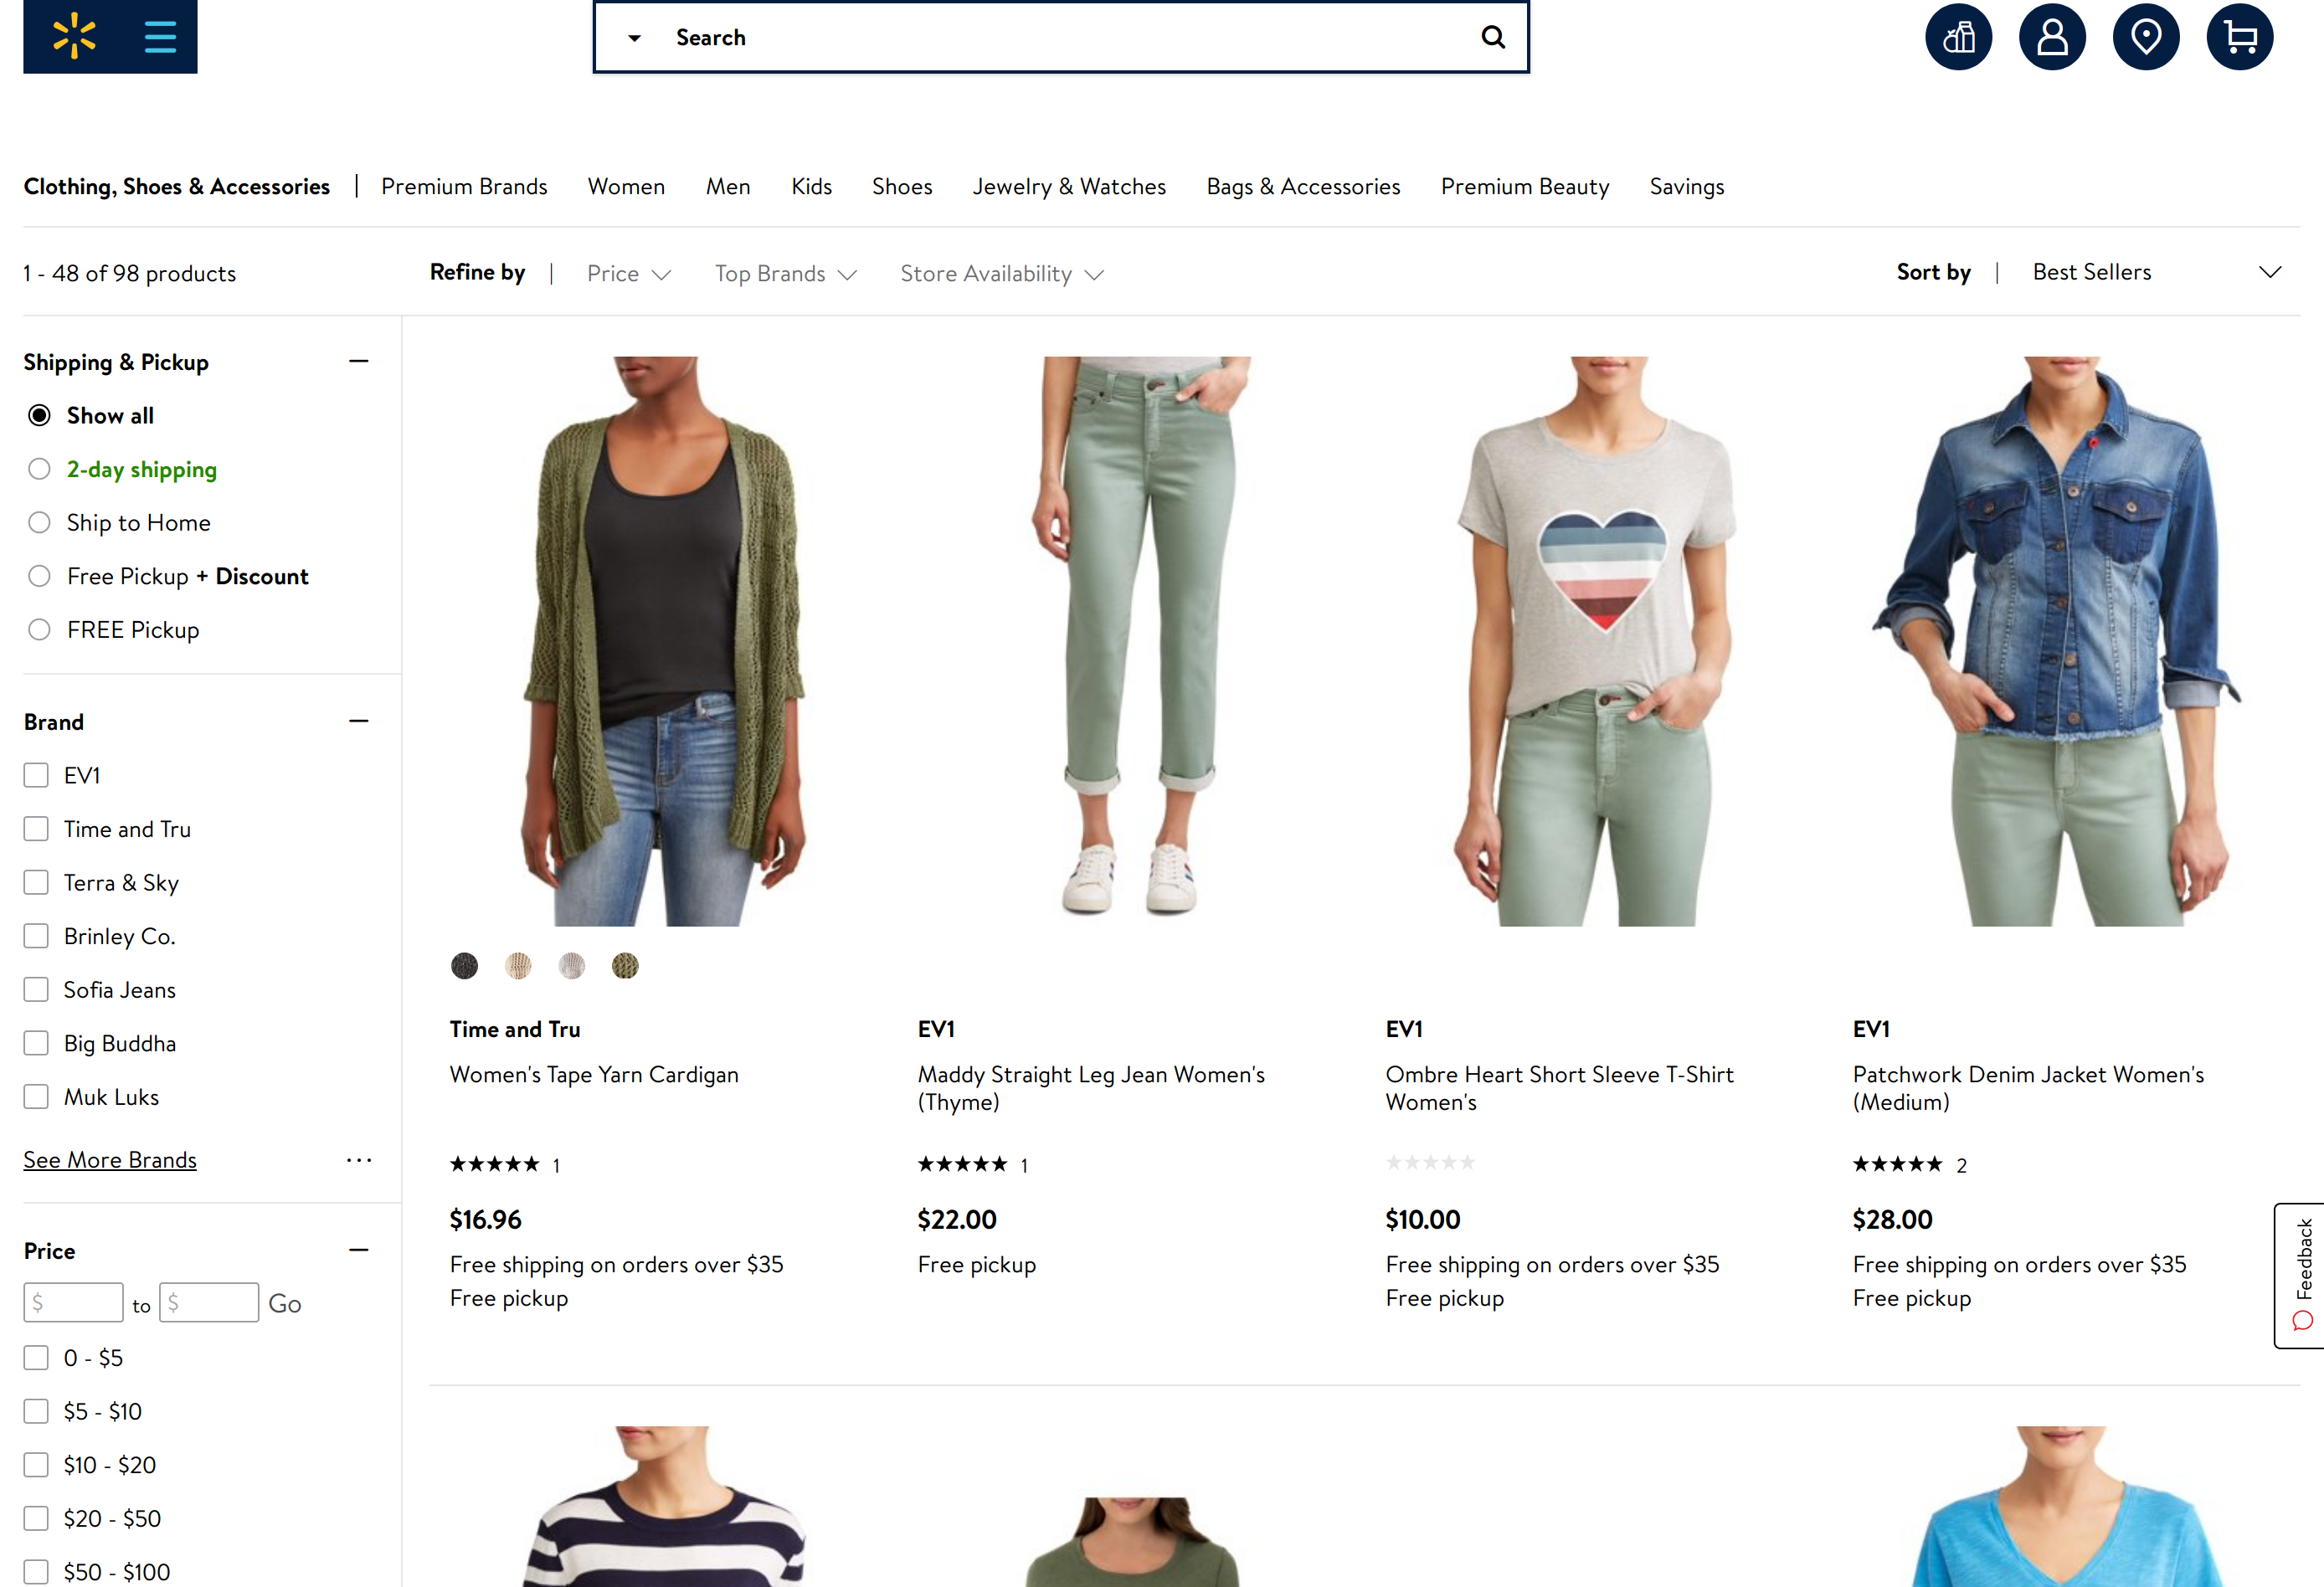 Search
Clothing, Shoes & Accessories | Premium Brands Women Men Kids Shoes Jewelry & Watches Bags & Accessories Premium Beauty Savings
1 - 48 of 98 products
Refine by | Price Top Brands Store Availability
Sort by | Best Sellers
Shipping & Pickup
Show all
2-day shipping
Ship to Home
Free Pickup + Discount
FREE Pickup
Brand
EV1
Time and Tru
Terra & Sky
Brinley Co.
Sofia Jeans
Big Buddha
Muk Luks
See More Brands ...
Price
$ to $ Go
0 - $5
$5 - $10
$10 - $20
$20 - $50
$50 - $100
Time and Tru
Women's Tape Yarn Cardigan
★★★★★ 1
$16.96
Free shipping on orders over $35
Free pickup
EV1
Maddy Straight Leg Jean Women's
(Thyme)
★★★★★ 1
$22.00
Free pickup
EV1
Ombre Heart Short Sleeve T-Shirt
Women's
★★★★★
$10.00
Free shipping on orders over $35
Free pickup
EV1
Patchwork Denim Jacket Women's
(Medium)
★★★★★ 2
$28.00
Free shipping on orders over $35
Free pickup
Feedback